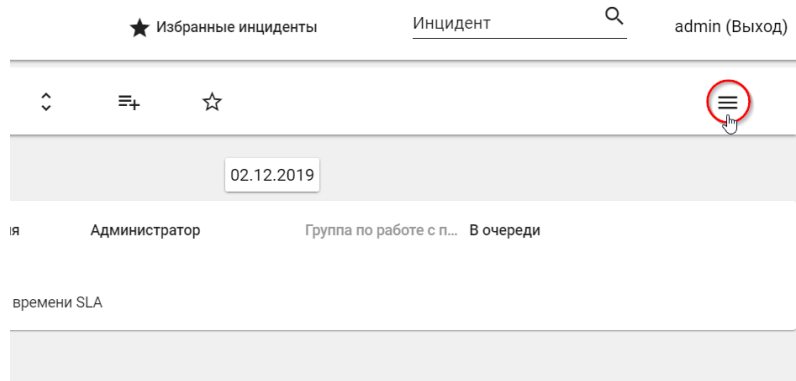 Избранные инциденты
Инцидент
admin (Выход)
02.12.2019
Администратор Группа по работе с п... В очереди
времени SLA